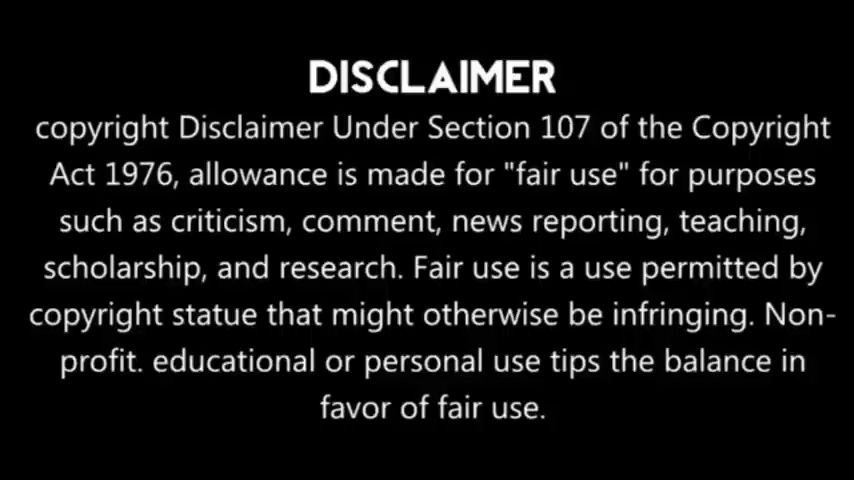 DISCLAIMER
copyright Disclaimer Under Section 107 of the Copyright
Act 1976, allowance is made for "fair use" for purposes
such as criticism, comment, news reporting, teaching,
scholarship, and research. Fair use is a use permitted by
copyright statue that might otherwise be infringing. Non-
profit. educational or personal use tips the balance in
favor of fair use.